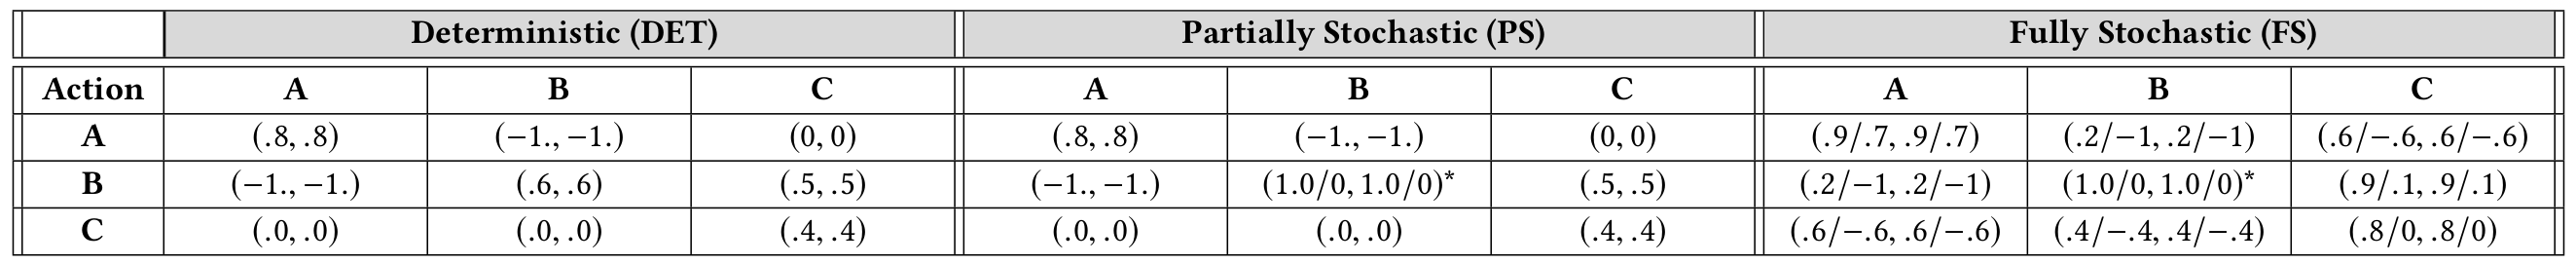 Deterministic (DET) Partially Stochastic (PS) Fully Stochastic (FS)
Action A B C A B C A B C
A (.8, .8) (−1., −1.) (0, 0) (.8, .8) (−1., −1.) (0, 0) (.9/.7, .9/.7) (.2/−1, .2/−1) (.6/−.6, .6/−.6)
B (−1., −1.) (.6, .6) (.5, .5) (−1., −1.) (1.0/0, 1.0/0)* (.5, .5) (.2/−1, .2/−1) (1.0/0, 1.0/0)* (.9/.1, .9/.1)
C (.0, .0) (.0, .0) (.4, .4) (.0, .0) (.0, .0) (.4, .4) (.6/−.6, .6/−.6) (.4/−.4, .4/−.4) (.8/0, .8/0)